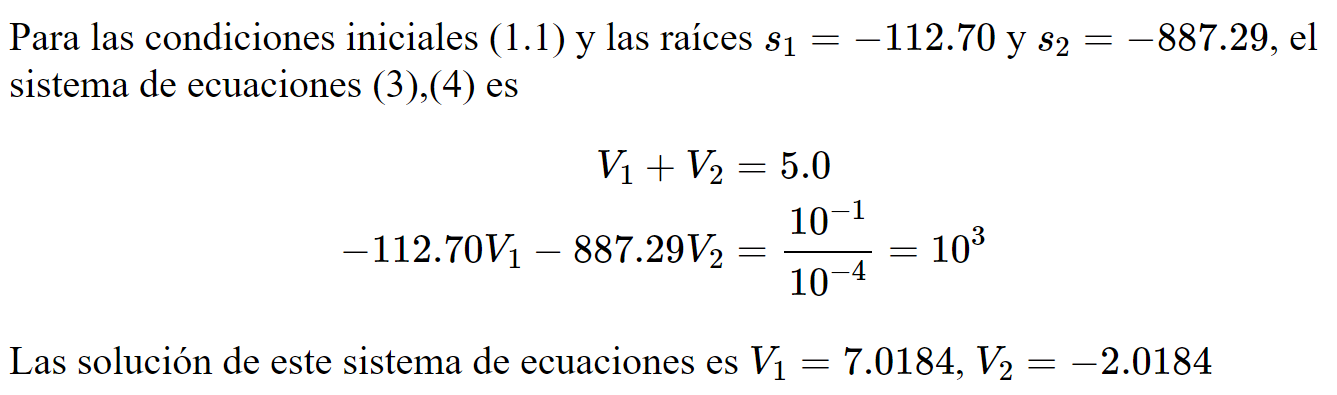 Para las condiciones iniciales (1.1) y las raíces s₁ = −112.70 y s₂ = −887.29, el
sistema de ecuaciones (3),(4) es
V₁ + V₂ = 5.0
−112.70V₁ − 887.29V₂ = 10⁻¹/10⁻⁴ = 10³
Las solución de este sistema de ecuaciones es V₁ = 7.0184, V₂ = −2.0184